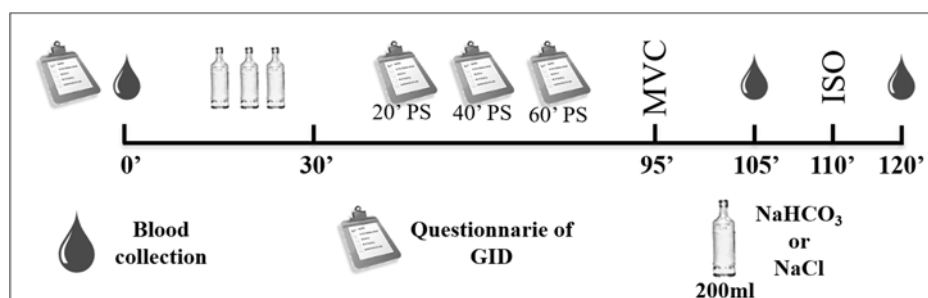 20' PS 40' PS 60' PS
MVC
ISO
0' 30' 95' 105' 110' 120'
Blood
collection
Questionnarie of
GID
200ml
NaHCO₃
or
NaCl